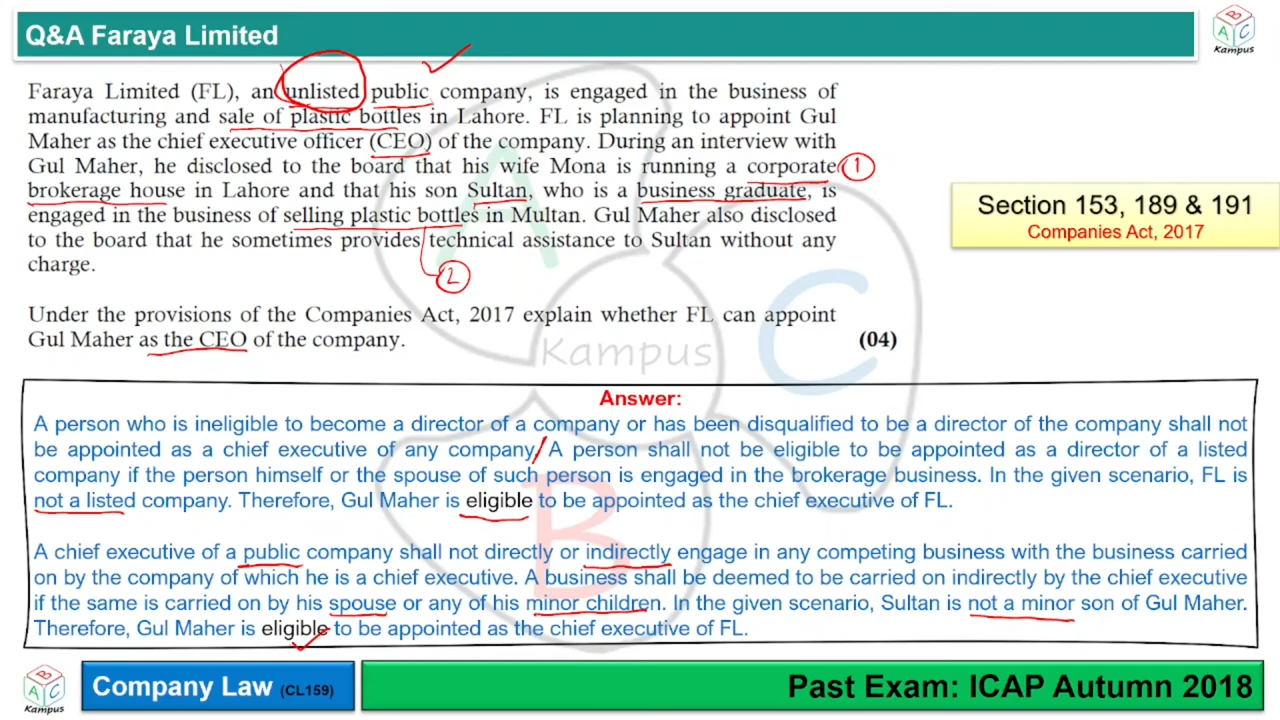 Q&A Faraya Limited
B
A C
Kampus
Faraya Limited (FL), an unlisted public company, is engaged in the business of
manufacturing and sale of plastic bottles in Lahore. FL is planning to appoint Gul
Maher as the chief executive officer (CEO) of the company. During an interview with
Gul Maher, he disclosed to the board that his wife Mona is running a corporate 1
brokerage house in Lahore and that his son Sultan, who is a business graduate, is
engaged in the business of selling plastic bottles in Multan. Gul Maher also disclosed
to the board that he sometimes provides technical assistance to Sultan without any
charge.
2
Under the provisions of the Companies Act, 2017 explain whether FL can appoint
Gul Maher as the CEO of the company. (04)
Section 153, 189 & 191
Companies Act, 2017
A
C
Kampus
B
Answer:
A person who is ineligible to become a director of a company or has been disqualified to be a director of the company shall not
be appointed as a chief executive of any company. A person shall not be eligible to be appointed as a director of a listed
company if the person himself or the spouse of such person is engaged in the brokerage business. In the given scenario, FL is
not a listed company. Therefore, Gul Maher is eligible to be appointed as the chief executive of FL.
A chief executive of a public company shall not directly or indirectly engage in any competing business with the business carried
on by the company of which he is a chief executive. A business shall be deemed to be carried on indirectly by the chief executive
if the same is carried on by his spouse or any of his minor children. In the given scenario, Sultan is not a minor son of Gul Maher.
Therefore, Gul Maher is eligible to be appointed as the chief executive of FL.
B
A C
Kampus
Company Law (CL159)
Past Exam: ICAP Autumn 2018
B
A C
Kampus